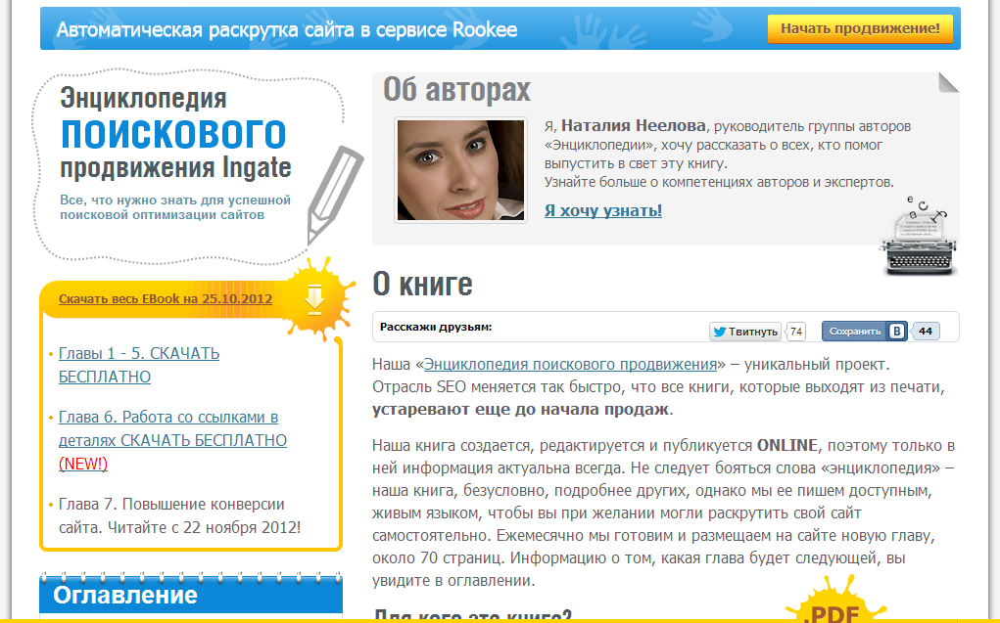 Автоматическая раскрутка сайта в сервисе Rookee
Начать продвижение!
Энциклопедия
ПОИСКОВОГО
продвижения Ingate
Все, что нужно знать для успешной
поисковой оптимизации сайтов
Скачать весь EBook на 25.10.2012
Главы 1 - 5. СКАЧАТЬ
БЕСПЛАТНО
Глава 6. Работа со ссылками в
деталях СКАЧАТЬ БЕСПЛАТНО
(NEW!)
Глава 7. Повышение конверсии
сайта. Читайте с 22 ноября 2012!
Оглавление
Об авторах
Я, Наталия Неелова, руководитель группы авторов
«Энциклопедии», хочу рассказать о всех, кто помог
выпустить в свет эту книгу.
Узнайте больше о компетенциях авторов и экспертов.
Я хочу узнать!
О книге
Расскажи друзьям:
Твитнуть 74
Сохранить В 44
Наша «Энциклопедия поискового продвижения» – уникальный проект.
Отрасль SEO меняется так быстро, что все книги, которые выходят из печати,
устаревают еще до начала продаж.
Наша книга создается, редактируется и публикуется ONLINE, поэтому только в
ней информация актуальна всегда. Не следует бояться слова «энциклопедия» –
наша книга, безусловно, подробнее других, однако мы ее пишем доступным,
живым языком, чтобы вы при желании могли раскрутить свой сайт
самостоятельно. Ежемесячно мы готовим и размещаем на сайте новую главу,
около 70 страниц. Информацию о том, какая глава будет следующей, вы
увидите в оглавлении.
Для кого эта книга?
.PDF